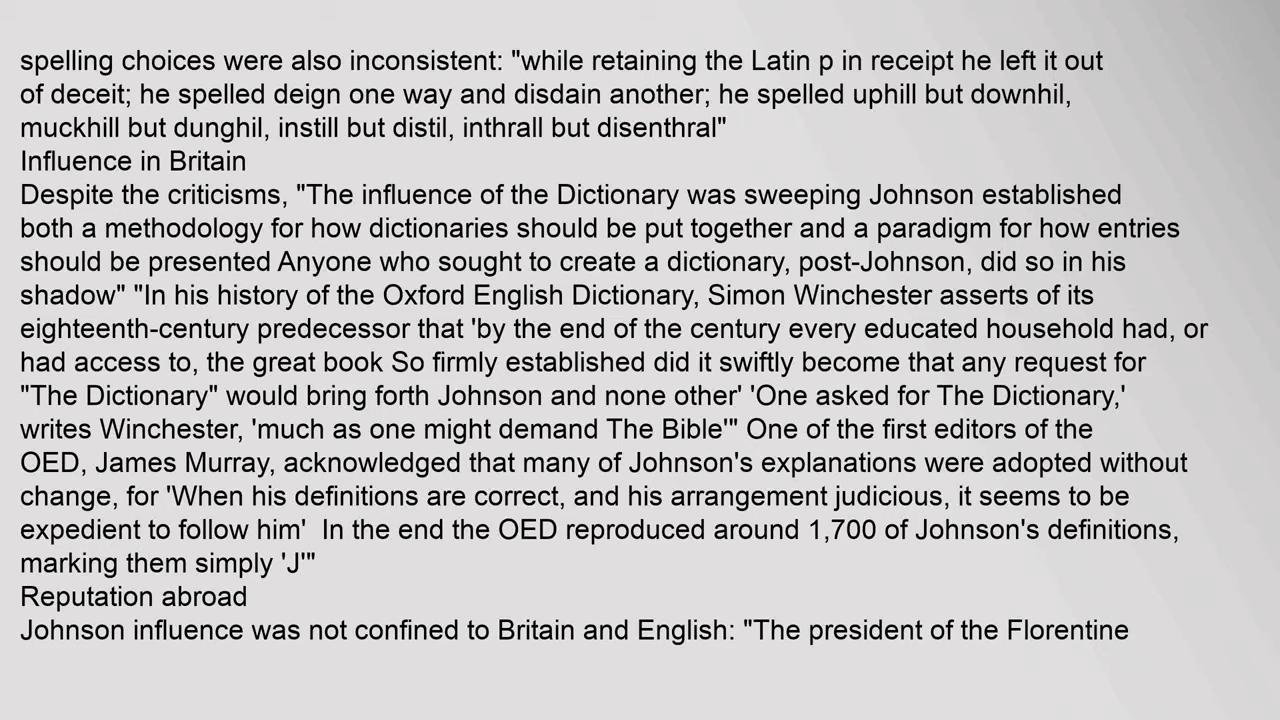 spelling choices were also inconsistent: "while retaining the Latin p in receipt he left it out
of deceit; he spelled deign one way and disdain another; he spelled uphill but downhil,
muckhill but dunghil, instill but distil, inthrall but disenthral"
Influence in Britain
Despite the criticisms, "The influence of the Dictionary was sweeping Johnson established
both a methodology for how dictionaries should be put together and a paradigm for how entries
should be presented Anyone who sought to create a dictionary, post-Johnson, did so in his
shadow" "In his history of the Oxford English Dictionary, Simon Winchester asserts of its
eighteenth-century predecessor that 'by the end of the century every educated household had, or
had access to, the great book So firmly established did it swiftly become that any request for
"The Dictionary" would bring forth Johnson and none other' 'One asked for The Dictionary,'
writes Winchester, 'much as one might demand The Bible'" One of the first editors of the
OED, James Murray, acknowledged that many of Johnson's explanations were adopted without
change, for 'When his definitions are correct, and his arrangement judicious, it seems to be
expedient to follow him'  In the end the OED reproduced around 1,700 of Johnson's definitions,
marking them simply 'J'"
Reputation abroad
Johnson influence was not confined to Britain and English: "The president of the Florentine